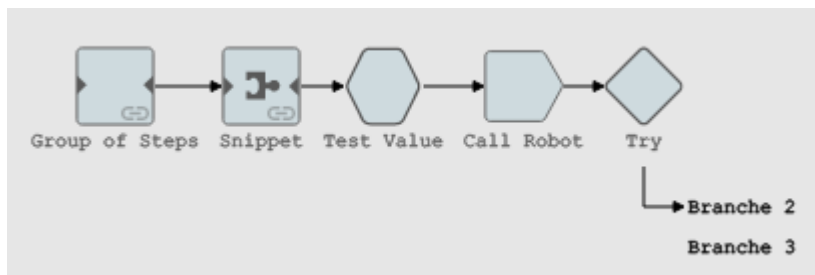 Group of Steps Snippet Test Value Call Robot Try
Branche 2
Branche 3